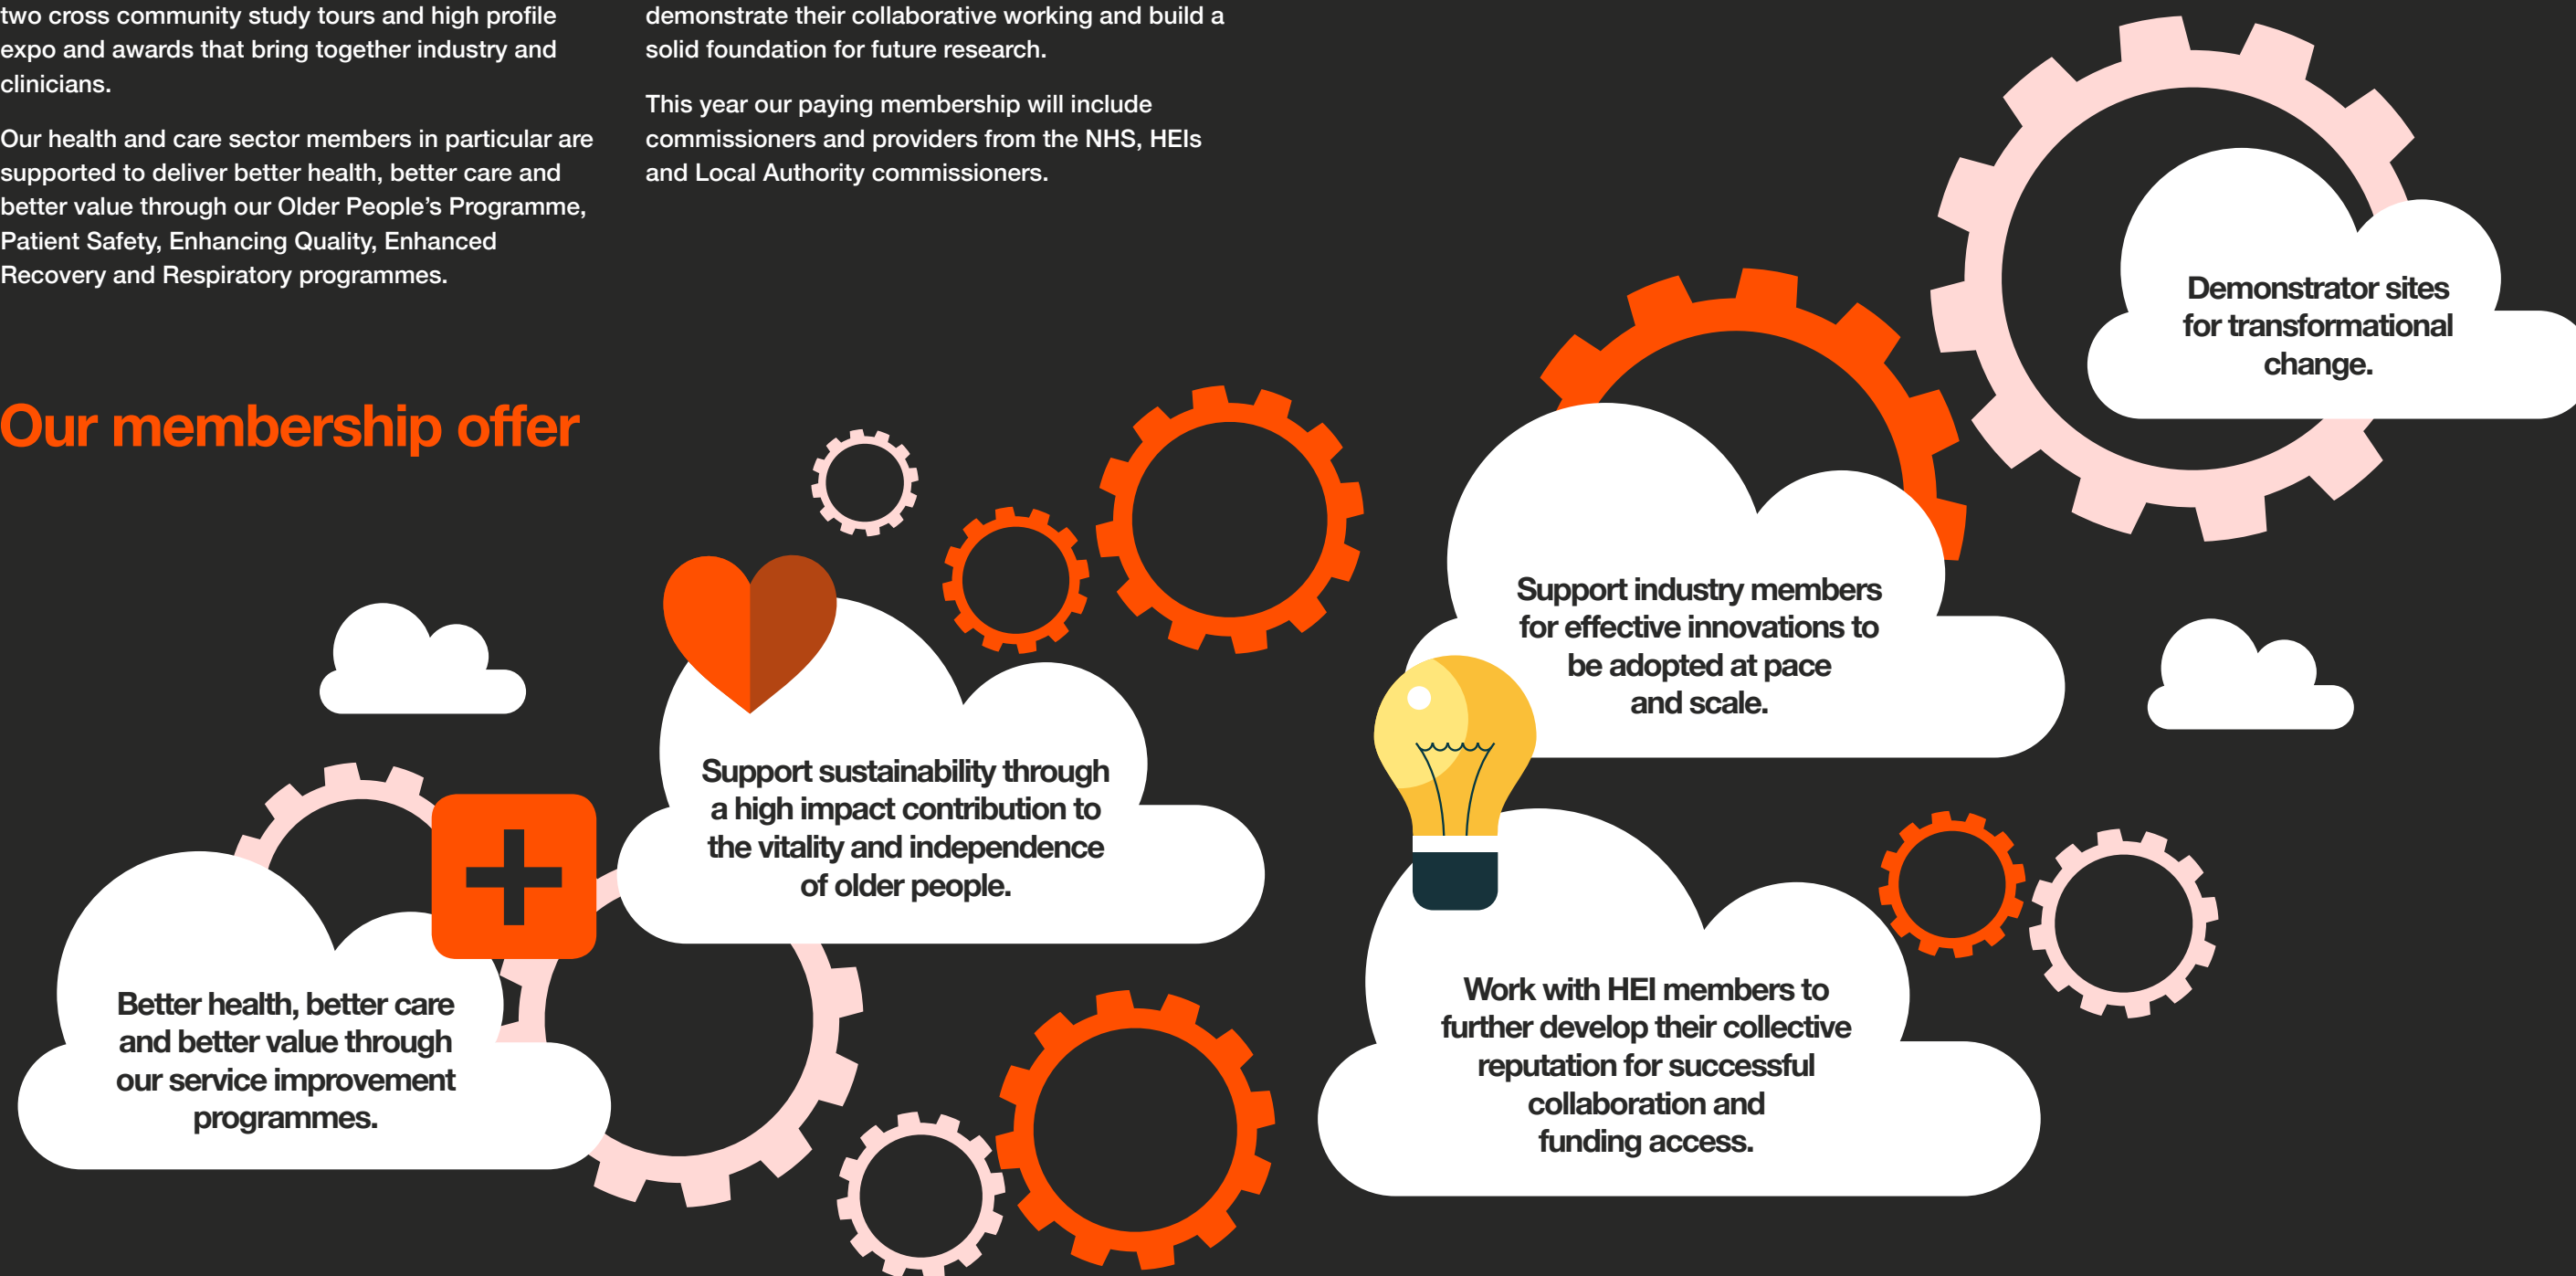 two cross community study tours and high profile
expo and awards that bring together industry and
clinicians.
Our health and care sector members in particular are
supported to deliver better health, better care and
better value through our Older People’s Programme,
Patient Safety, Enhancing Quality, Enhanced
Recovery and Respiratory programmes.
demonstrate their collaborative working and build a
solid foundation for future research.
This year our paying membership will include
commissioners and providers from the NHS, HEIs
and Local Authority commissioners.
Our membership offer
Better health, better care
and better value through
our service improvement
programmes.
Support sustainability through
a high impact contribution to
the vitality and independence
of older people.
Support industry members
for effective innovations to
be adopted at pace
and scale.
Work with HEI members to
further develop their collective
reputation for successful
collaboration and
funding access.
Demonstrator sites
for transformational
change.